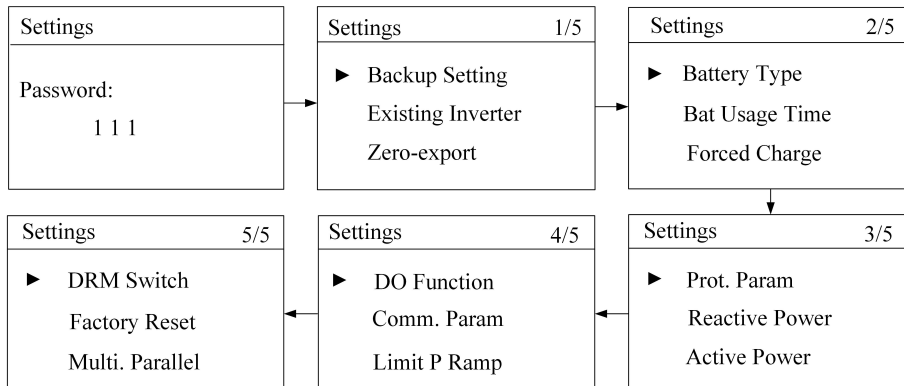 Settings
Password:
1 1 1
Settings 1/5
► Backup Setting
Existing Inverter
Zero-export
Settings 2/5
► Battery Type
Bat Usage Time
Forced Charge
Settings 3/5
► Prot. Param
Reactive Power
Active Power
Settings 4/5
► DO Function
Comm. Param
Limit P Ramp
Settings 5/5
► DRM Switch
Factory Reset
Multi. Parallel